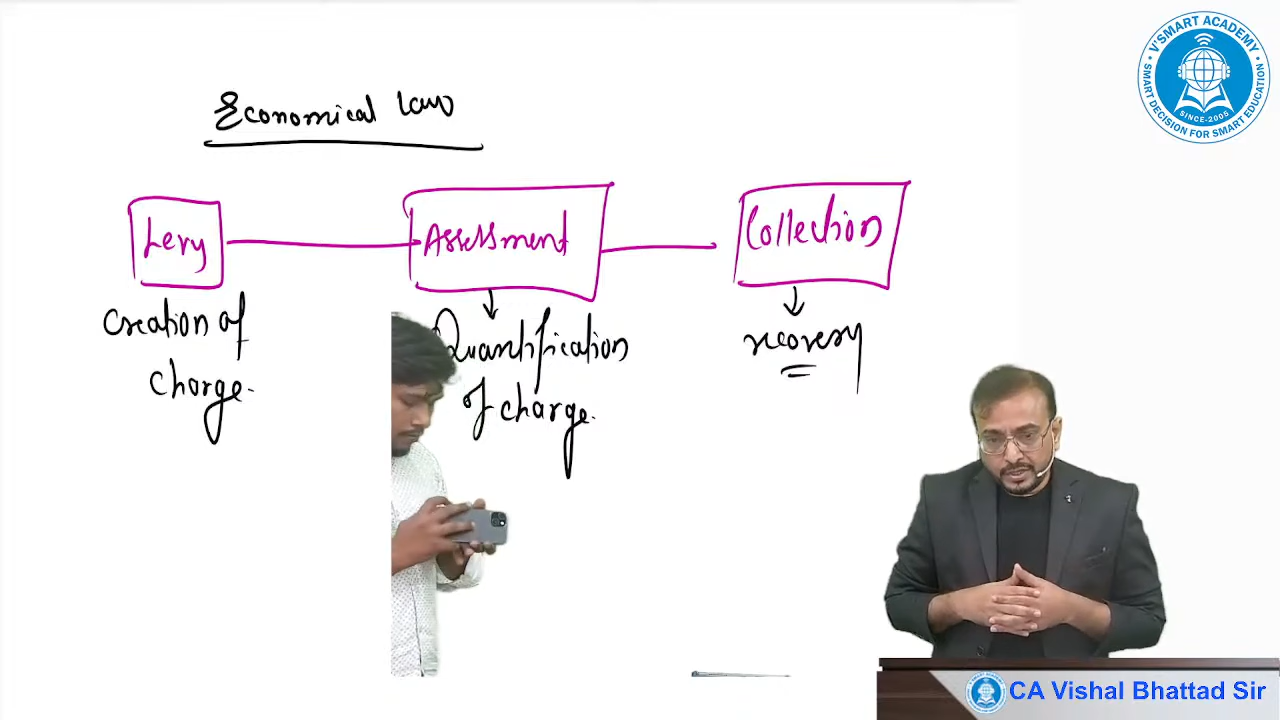 Economical law
Levy
Assessment
Collection
Creation of
charge.
Quantification
of charge.
recovery
V'SMART ACADEMY
SMART DECISION FOR SMART EDUCATION
SINCE-2005
CA Vishal Bhattad Sir